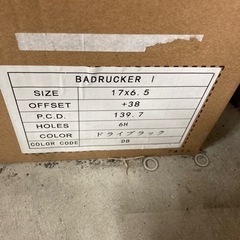 BADRUCKER I
SIZE 17x6.5
OFFSET +38
P.C.D. 139.7
HOLES 6H
COLOR ドライブラック
COLOR CODE DB